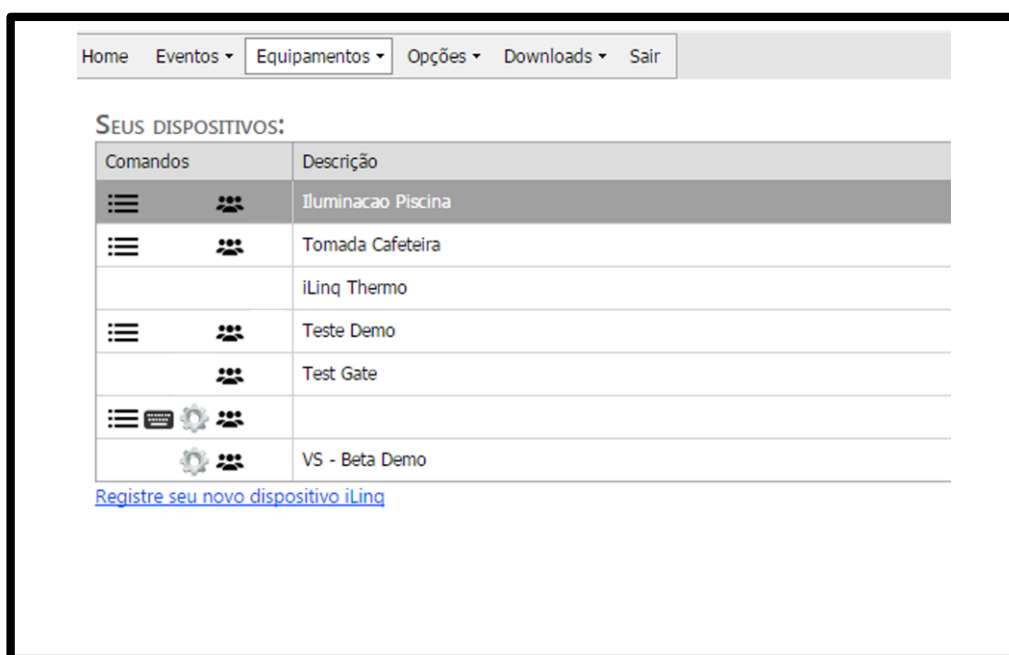 Home Eventos Equipamentos Opções Downloads Sair
Seus dispositivos:
Comandos Descrição
Iluminacao Piscina
Tomada Cafeteira
iLinq Thermo
Teste Demo
Test Gate
VS - Beta Demo
Registre seu novo dispositivo iLinq